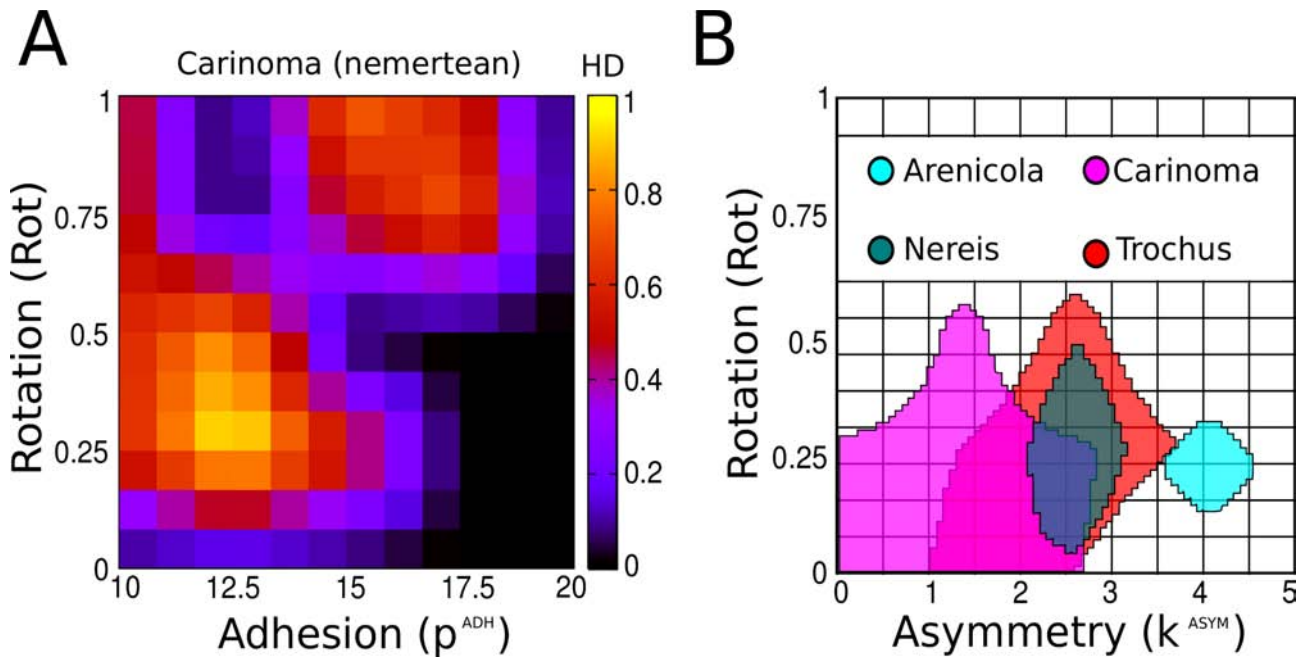 A
Carinoma (nemertean)
HD
1
0.75
0.5
0.25
0
Rotation (Rot)
10
12.5
15
17.5
20
Adhesion (p ADH)
1
0.8
0.6
0.4
0.2
0
B
1
0.75
0.5
0.25
0
Rotation (Rot)
Arenicola
Carinoma
Nereis
Trochus
0
1
2
3
4
5
Asymmetry (k ASYM)